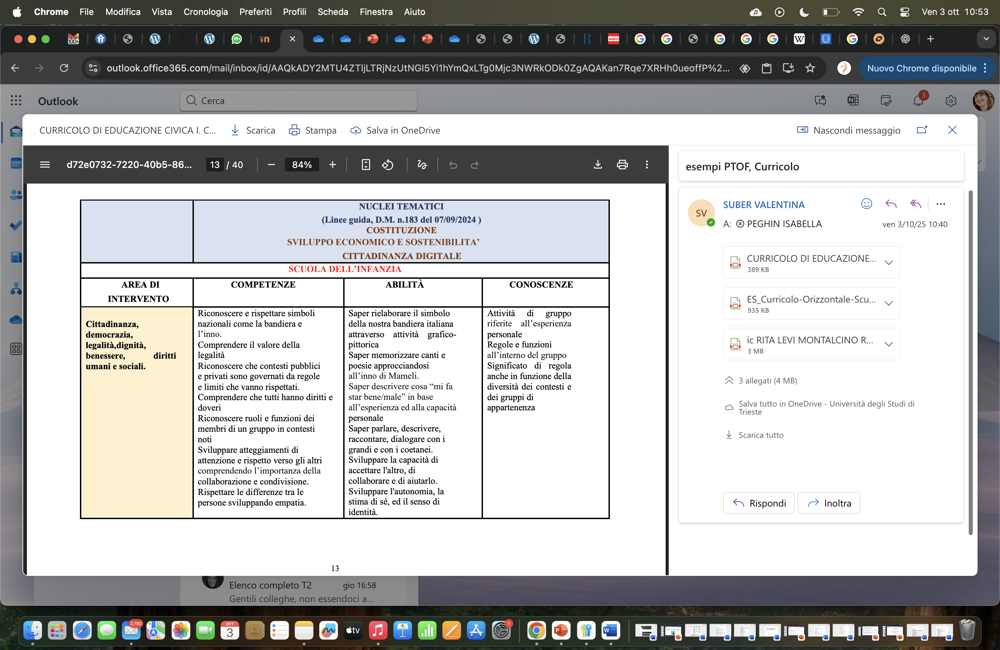 Chrome File Modifica Vista Cronologia Preferiti Profili Scheda Finestra Aiuto
Ven 3 ott 10:53
100+
99+
aiatel
W
R
outlook.office365.com/mail/inbox/id/AAQkADY2MTU4ZTljLTRjNzUtNGI5Yi1hYmQxLTg0Mjc3NWRkODk0ZgAQAKan7Rqe7XRHh0ueoffP%2...
Nuovo Chrome disponibile
Outlook
Cerca
3
CURRICOLO DI EDUCAZIONE CIVICA I. C...
Scarica
Stampa
Salva in OneDrive
Nascondi messaggio
d72e0732-7220-40b5-86...
13 / 40
84%
NUCLEI TEMATICI
(Linee guida, D.M. n.183 del 07/09/2024 )
COSTITUZIONE
SVILUPPO ECONOMICO E SOSTENIBILITA’
CITTADINANZA DIGITALE
SCUOLA DELL’INFANZIA
AREA DI
INTERVENTO
COMPETENZE
ABILITÀ
CONOSCENZE
Cittadinanza,
democrazia,
legalità,dignità,
benessere, diritti
umani e sociali.
Riconoscere e rispettare simboli
nazionali come la bandiera e
l’inno.
Comprendere il valore della
legalità
Riconoscere che contesti pubblici
e privati sono governati da regole
e limiti che vanno rispettati.
Comprendere che tutti hanno diritti e
doveri
Riconoscere ruoli e funzioni dei
membri di un gruppo in contesti
noti
Sviluppare atteggiamenti di
attenzione e rispetto verso gli altri
comprendendo l’importanza della
collaborazione e condivisione.
Rispettare le differenze tra le
persone sviluppando empatia.
Saper rielaborare il simbolo
della nostra bandiera italiana
attraverso attività grafico-
pittorica
Saper memorizzare canti e
poesie approcciandosi
all’inno di Mameli.
Saper descrivere cosa “mi fa
star bene/male” in base
all’esperienza ed alla capacità
personale
Saper parlare, descrivere,
raccontare, dialogare con i
grandi e con i coetanei.
Sviluppare la capacità di
accettare l'altro, di
collaborare e di aiutarlo.
Sviluppare l'autonomia, la
stima di sé, ed il senso di
identità.
Attività di gruppo
riferite all’esperienza
personale
Regole e funzioni
all’interno del gruppo
Significato di regola
anche in funzione della
diversità dei contesti e
dei gruppi di
appartenenza
13
esempi PTOF, Curricolo
SV
SUBER VALENTINA
A: PEGHIN ISABELLA
ven 3/10/25 10:40
CURRICOLO DI EDUCAZIONE...
389 KB
ES_Curricolo-Orizzontale-Scu...
935 KB
ic RITA LEVI MONTALCINO R...
3 MB
3 allegati (4 MB)
Salva tutto in OneDrive - Università degli Studi di
Trieste
Scarica tutto
Rispondi
Inoltra
Elenco completo T2
gio 16:58
Gentili colleghe, non essendoci a...
2.790
OTT
3
tv
1
P
W